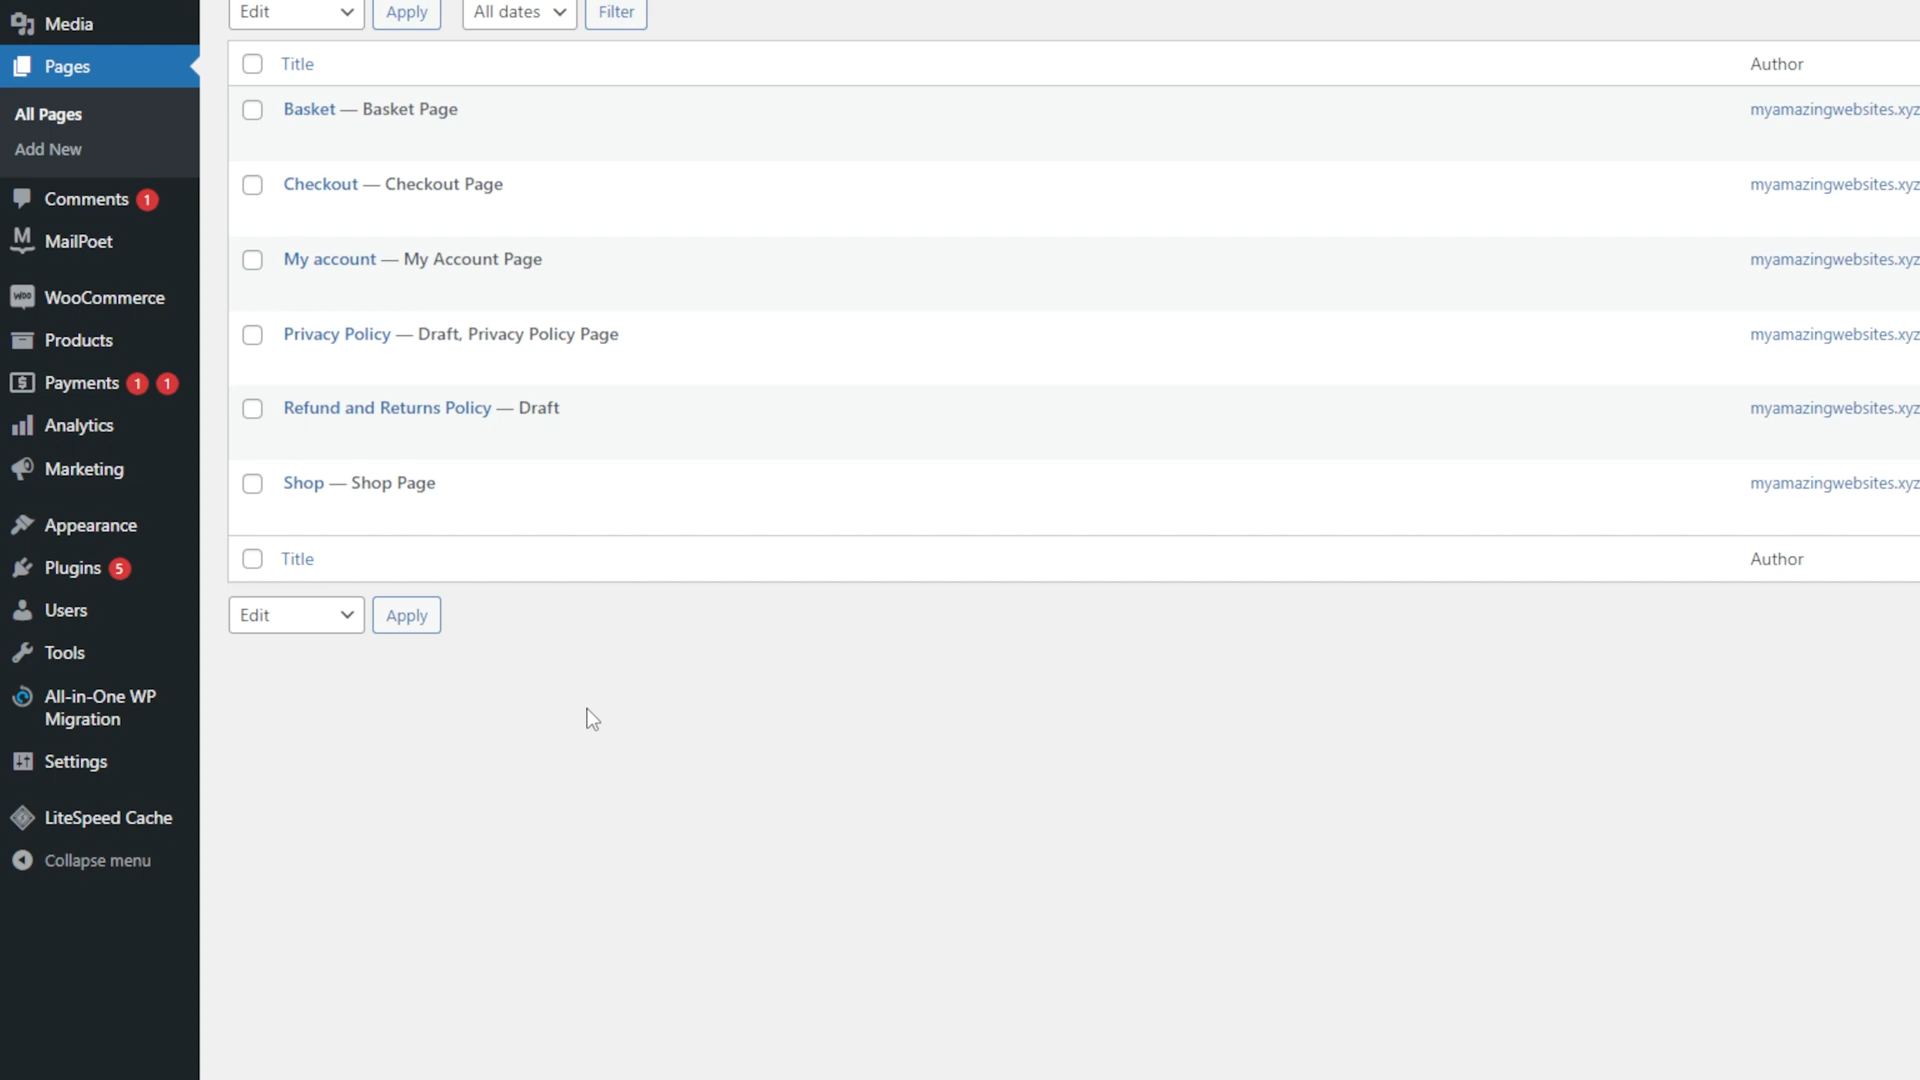 Media
Pages
All Pages
Add New
Comments 1
MailPoet
WooCommerce
Products
Payments 1 1
Analytics
Marketing
Appearance
Plugins 5
Users
Tools
All-in-One WP
Migration
Settings
LiteSpeed Cache
Collapse menu
Edit Apply All dates Filter
Title Author
Basket — Basket Page myamazingwebsites.xyz
Checkout — Checkout Page myamazingwebsites.xyz
My account — My Account Page myamazingwebsites.xyz
Privacy Policy — Draft, Privacy Policy Page myamazingwebsites.xyz
Refund and Returns Policy — Draft myamazingwebsites.xyz
Shop — Shop Page myamazingwebsites.xyz
Title Author
Edit Apply